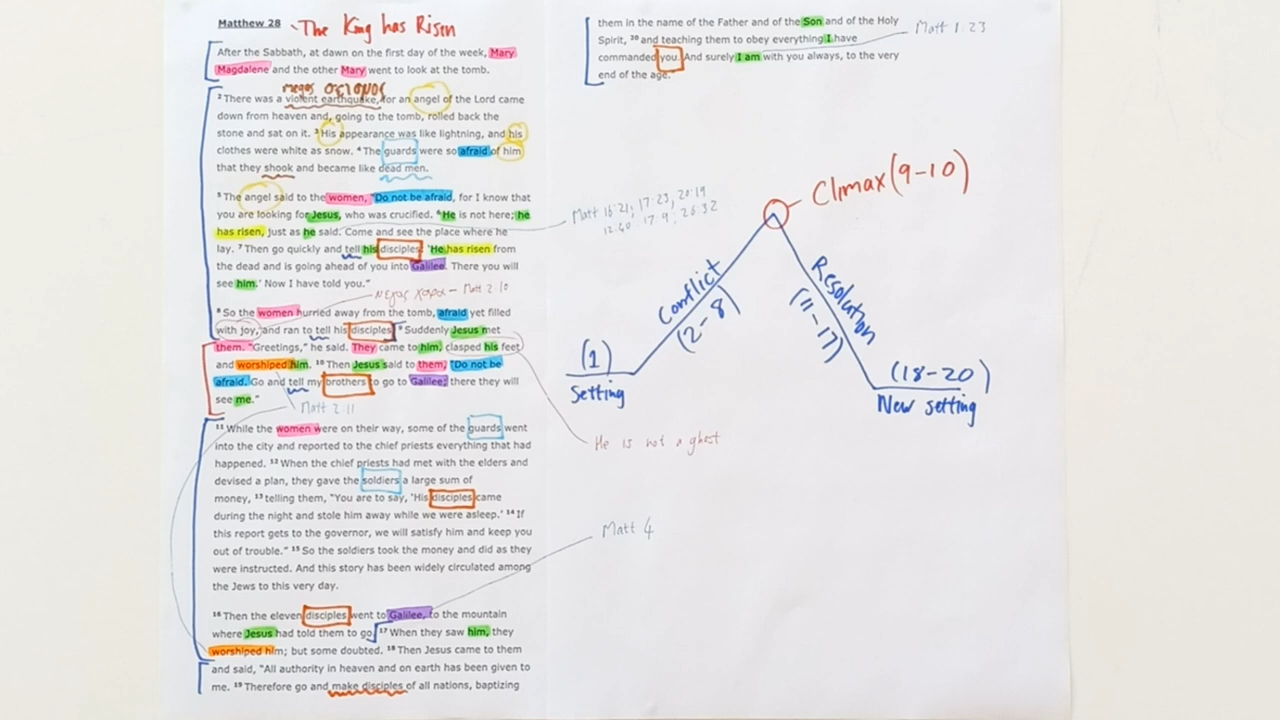 Matthew 28 The King has Risen
After the Sabbath, at dawn on the first day of the week, Mary
Magdalene and the other Mary went to look at the tomb.
μεγας σεισμος
² There was a violent earthquake, for an angel of the Lord came
down from heaven and, going to the tomb, rolled back the
stone and sat on it. ³ His appearance was like lightning, and his
clothes were white as snow. ⁴ The guards were so afraid of him
that they shook and became like dead men.
⁵ The angel said to the women, "Do not be afraid, for I know that
you are looking for Jesus, who was crucified. ⁶ He is not here; he
has risen, just as he said. Come and see the place where he
lay. ⁷ Then go quickly and tell his disciples: 'He has risen from
the dead and is going ahead of you into Galilee. There you will
see him.' Now I have told you."
μεγας χαρα – Matt 2:10
⁸ So the women hurried away from the tomb, afraid yet filled
with joy, and ran to tell his disciples. ⁹ Suddenly Jesus met
them. "Greetings," he said. They came to him, clasped his feet
and worshiped him. ¹⁰ Then Jesus said to them, "Do not be
afraid. Go and tell my brothers to go to Galilee; there they will
see me."
Matt 2:11
¹¹ While the women were on their way, some of the guards went
into the city and reported to the chief priests everything that had
happened. ¹² When the chief priests had met with the elders and
devised a plan, they gave the soldiers a large sum of
money, ¹³ telling them, "You are to say, 'His disciples came
during the night and stole him away while we were asleep.' ¹⁴ If
this report gets to the governor, we will satisfy him and keep you
out of trouble." ¹⁵ So the soldiers took the money and did as they
were instructed. And this story has been widely circulated among
the Jews to this very day.
¹⁶ Then the eleven disciples went to Galilee, to the mountain
where Jesus had told them to go. ¹⁷ When they saw him, they
worshiped him; but some doubted. ¹⁸ Then Jesus came to them
and said, "All authority in heaven and on earth has been given to
me. ¹⁹ Therefore go and make disciples of all nations, baptizing
them in the name of the Father and of the Son and of the Holy
Spirit, ²⁰ and teaching them to obey everything I have
commanded you. And surely I am with you always, to the very
end of the age."
Matt 1:23
Matt 16:21; 17:23; 20:19
12:40 17:9; 26:32
He is not a ghost
Matt 4
Climax (9-10)
Conflict
(2-8)
Resolution
(11-17)
(1)
Setting
(18-20)
New setting